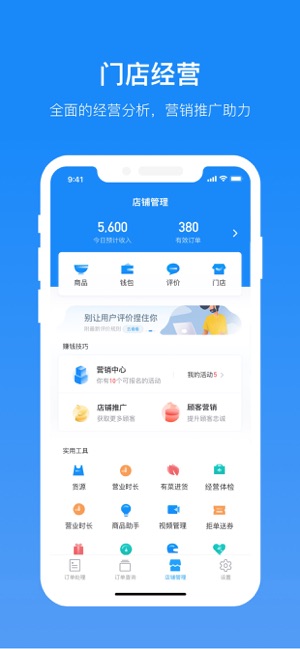 门店经营
全面的经营分析，营销推广助力
9:41
店铺管理
5,600
380
今日预计收入
有效订单
商品
钱包
评价
门店
别让用户评价捏住你
赚钱技巧
营销中心
你有10个可报名的活动
我的活动5
店铺推广
获取更多顾客
顾客营销
提升顾客忠诚
实用工具
货源
营业时长
有菜进货
经营体检
营业时长
商品助手
视频管理
拒单送券
订单处理
订单查询
店铺管理
设置